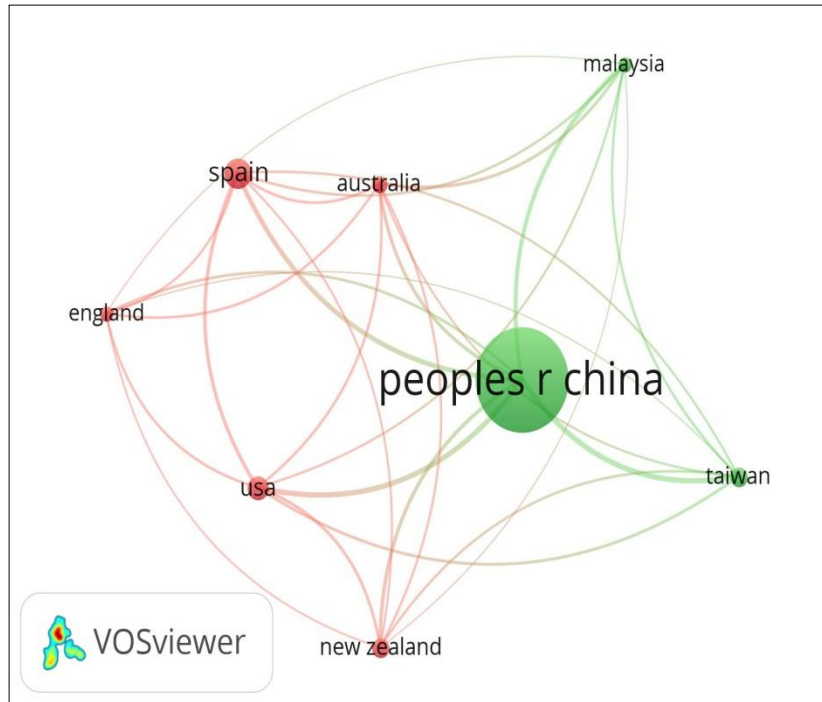 malaysia
spain
australia
england
peoples r china
usa
taiwan
new zealand
VOSviewer